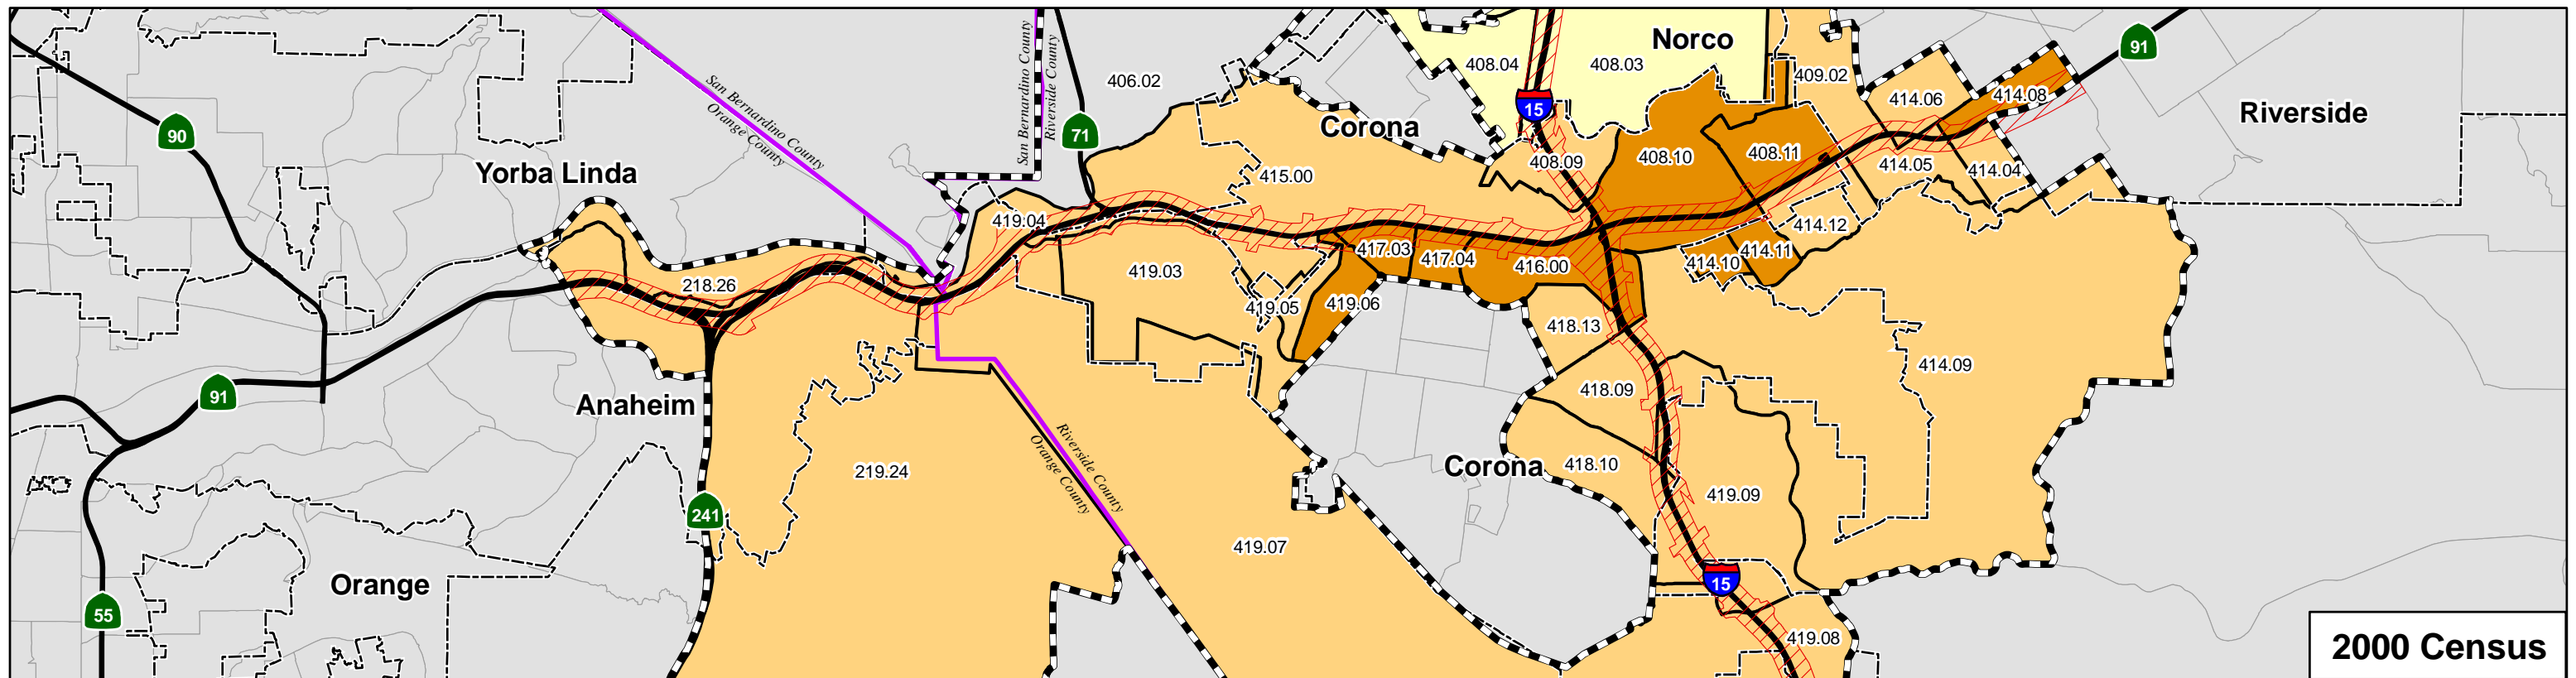 Norco
91
San Bernardino County
Riverside County
406.02
408.04
408.03
409.02
414.06
414.08
15
Riverside
90
71
Corona
San Bernardino County
Orange County
Yorba Linda
408.09
408.10
408.11
414.05
414.04
415.00
419.04
414.12
417.03
414.11
417.04
416.00
414.10
419.03
218.26
419.05
419.06
418.13
414.09
91
Anaheim
418.09
Riverside County
Orange County
219.24
Corona
418.10
419.09
241
419.07
Orange
15
55
419.08
2000 Census